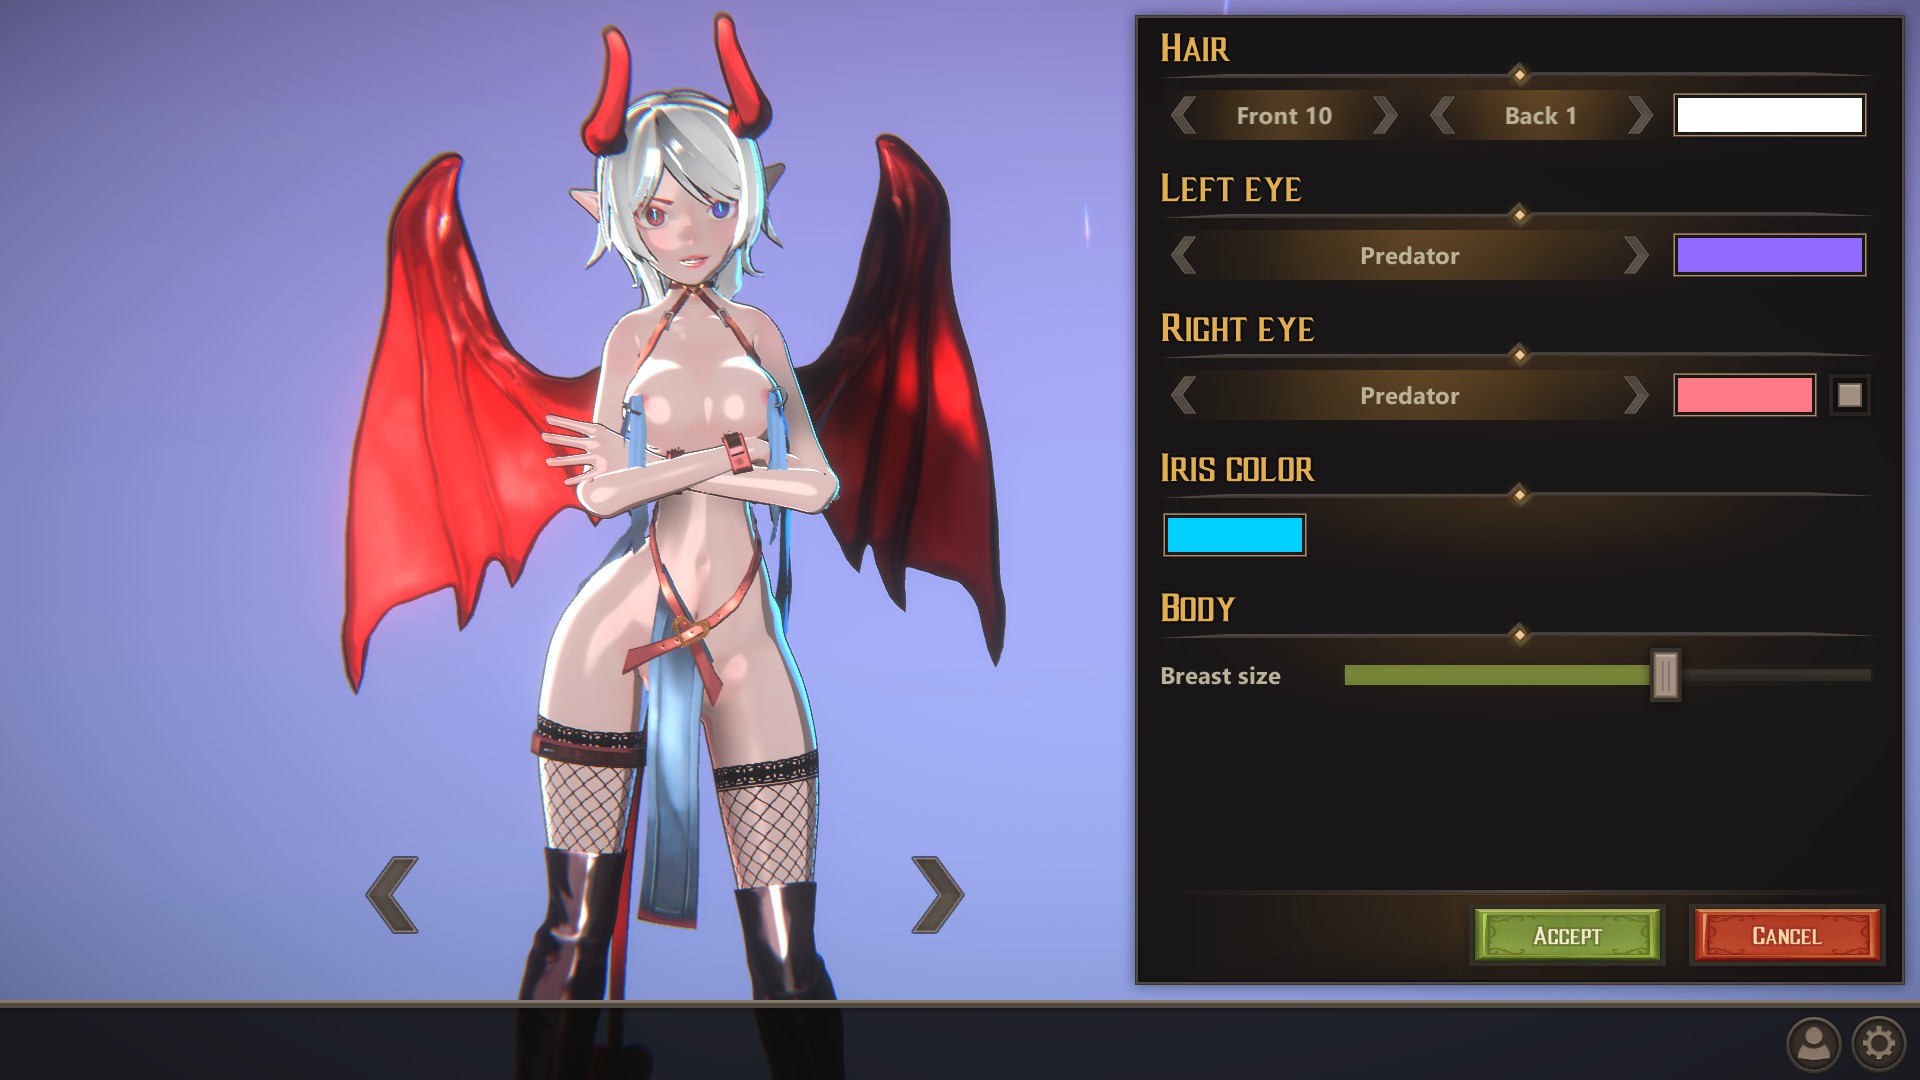 HAIR
Front 10
Back 1
LEFT EYE
Predator
RIGHT EYE
Predator
IRIS COLOR
BODY
Breast size
ACCEPT
CANCEL